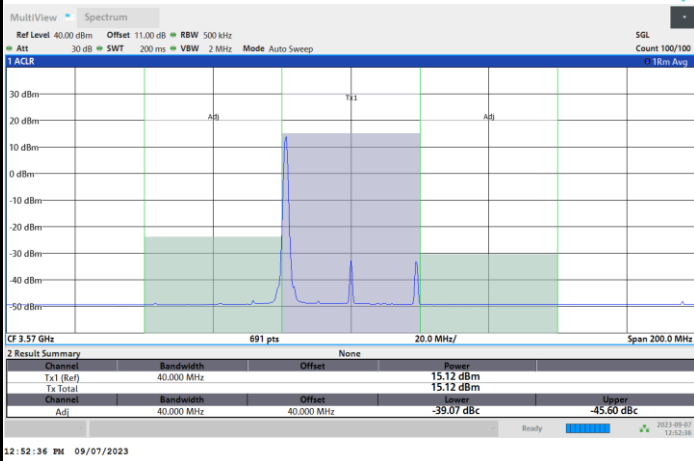 MultiView Spectrum
Ref Level 40.00 dBm Offset 11.00 dB RBW 500 kHz SGL
Att 30 dB SWT 200 ms VBW 2 MHz Mode Auto Sweep Count 100/100
1 ACLR 1Rm Avg
30 dBm
Tx1
20 dBm
Adj Adj
10 dBm
0 dBm
-10 dBm
-20 dBm
-30 dBm
-40 dBm
-50 dBm
CF 3.57 GHz 691 pts 20.0 MHz/ Span 200.0 MHz
2 Result Summary None
Channel Bandwidth Offset Power
Tx1 (Ref) 40.000 MHz 15.12 dBm
Tx Total 15.12 dBm
Channel Bandwidth Offset Lower Upper
Adj 40.000 MHz 40.000 MHz -39.07 dBc -45.60 dBc
Ready 2023-09-07
12:52:36
12:52:36 PM 09/07/2023